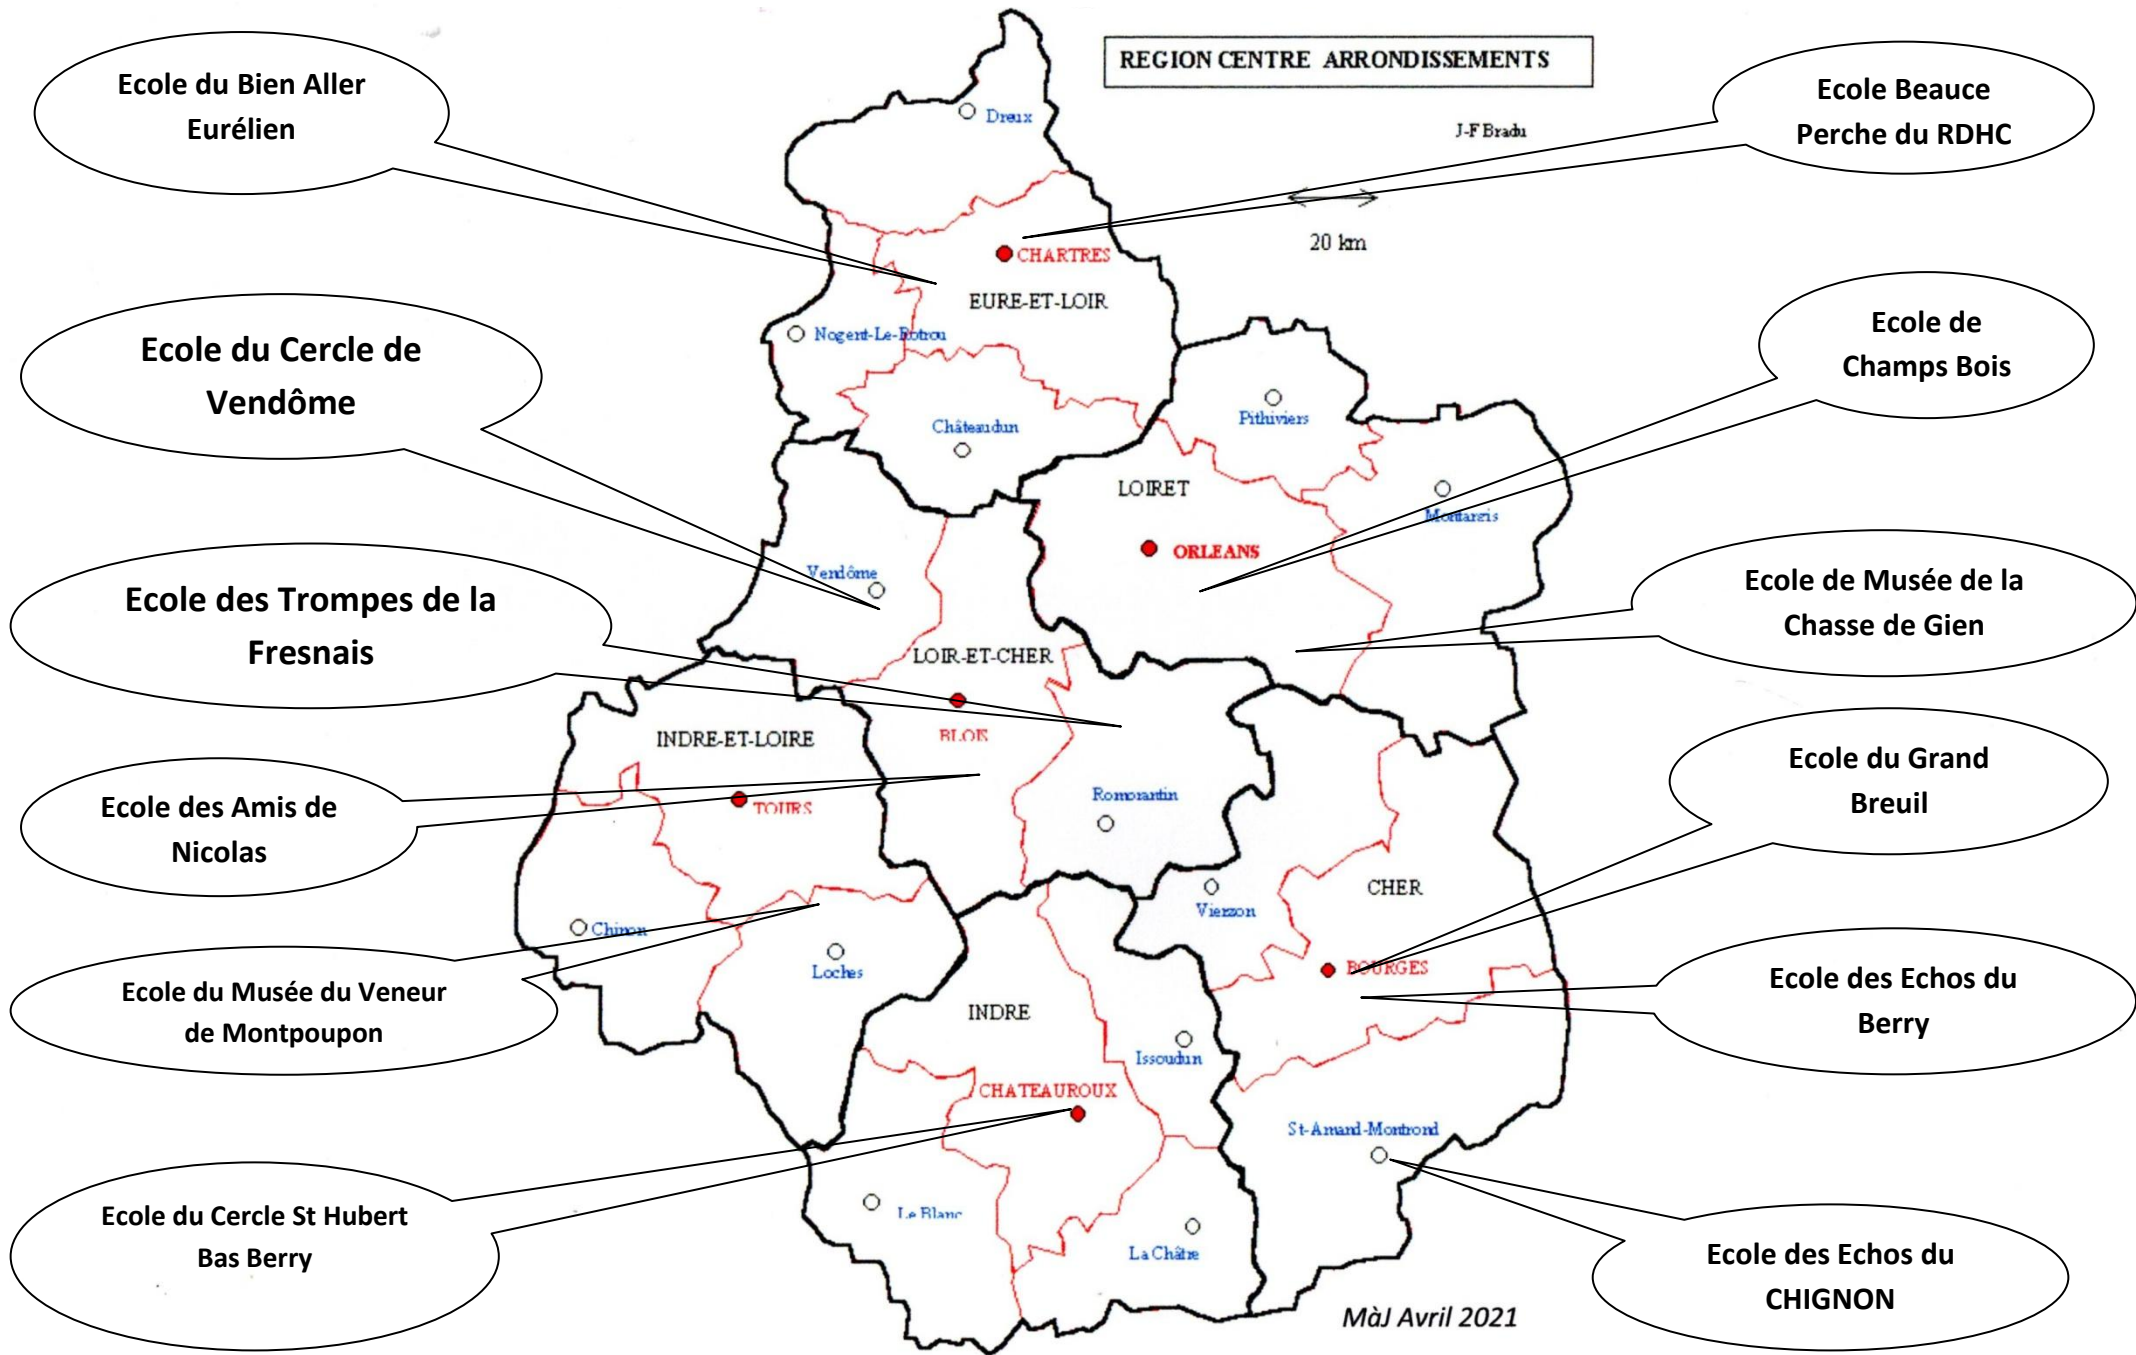 REGION CENTRE ARRONDISSEMENTS
J-F Bradu
20 km
Ecole du Bien Aller
Eurélien
Ecole Beauce
Perche du RDHC
Dreux
CHARTRES
EURE-ET-LOIR
Nogent-Le-Rotrou
Châteaudun
Ecole du Cercle de
Vendôme
Ecole de
Champs Bois
Pithiviers
LOIRET
Montargis
ORLEANS
Vendôme
Ecole des Trompes de la
Fresnais
Ecole de Musée de la
Chasse de Gien
LOIR-ET-CHER
BLOIS
INDRE-ET-LOIRE
TOURS
Romorantin
Ecole des Amis de
Nicolas
Ecole du Grand
Breuil
CHER
Vierzon
Chinon
Loches
BOURGES
Ecole du Musée du Veneur
de Montpoupon
Ecole des Echos du
Berry
INDRE
Issoudun
CHATEAUROUX
St-Amand-Montrond
Ecole du Cercle St Hubert
Bas Berry
Le Blanc
La Châtre
Ecole des Echos du
CHIGNON
MàJ Avril 2021